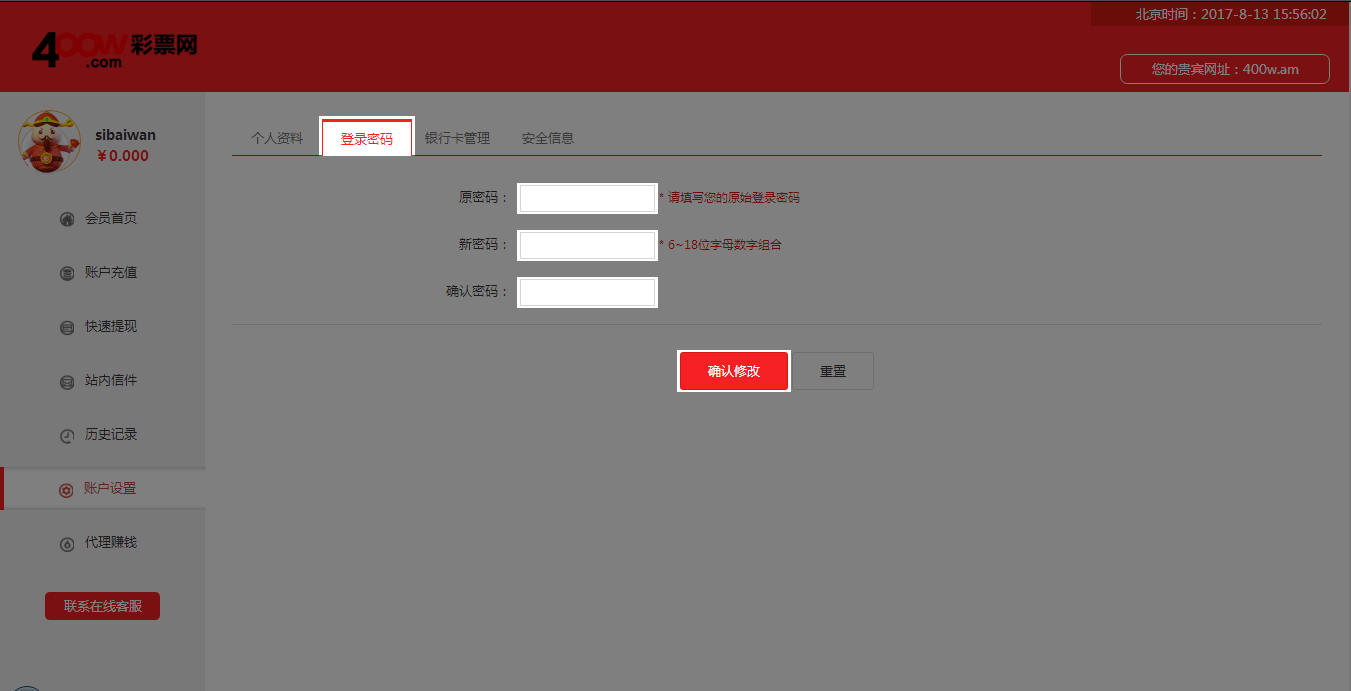 北京时间：2017-8-13 15:56:02
400w彩票网
.com
您的贵宾网址：400w.am
sibaiwan
￥0.000
会员首页
账户充值
快速提现
站内信件
历史记录
账户设置
代理赚钱
联系在线客服
个人资料 登录密码 银行卡管理 安全信息
原密码： * 请填写您的原始登录密码
新密码： * 6~18位字母数字组合
确认密码：
确认修改 重置